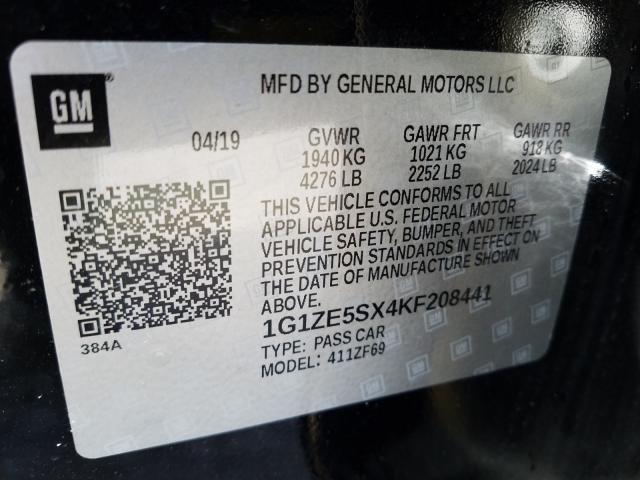 GM
®
MFD BY GENERAL MOTORS LLC
04/19 GVWR GAWR FRT GAWR RR
1940 KG 1021 KG 918 KG
4276 LB 2252 LB 2024 LB
THIS VEHICLE CONFORMS TO ALL
APPLICABLE U.S. FEDERAL MOTOR
VEHICLE SAFETY, BUMPER, AND THEFT
PREVENTION STANDARDS IN EFFECT ON
THE DATE OF MANUFACTURE SHOWN
ABOVE.
1G1ZE5SX4KF208441
TYPE: PASS CAR
MODEL: 411ZF69
384A